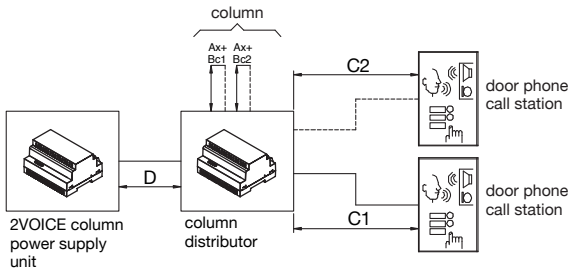 column
Ax+ Ax+
Bc1 Bc2
C2
door phone
call station
D
2VOICE column
power supply
unit
column
distributor
C1
door phone
call station